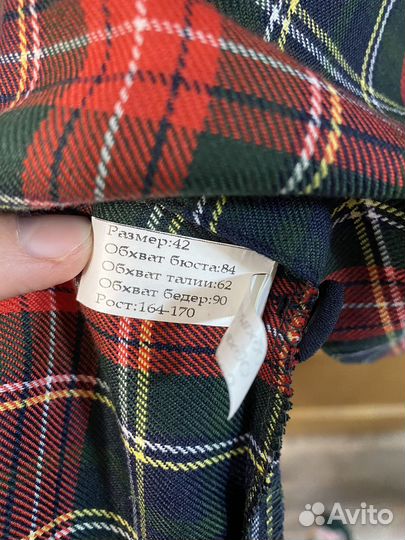 Размер:42
Обхват бюста:84
Обхват талии:62
Обхват бедер:90
Рост:164-170
Avito